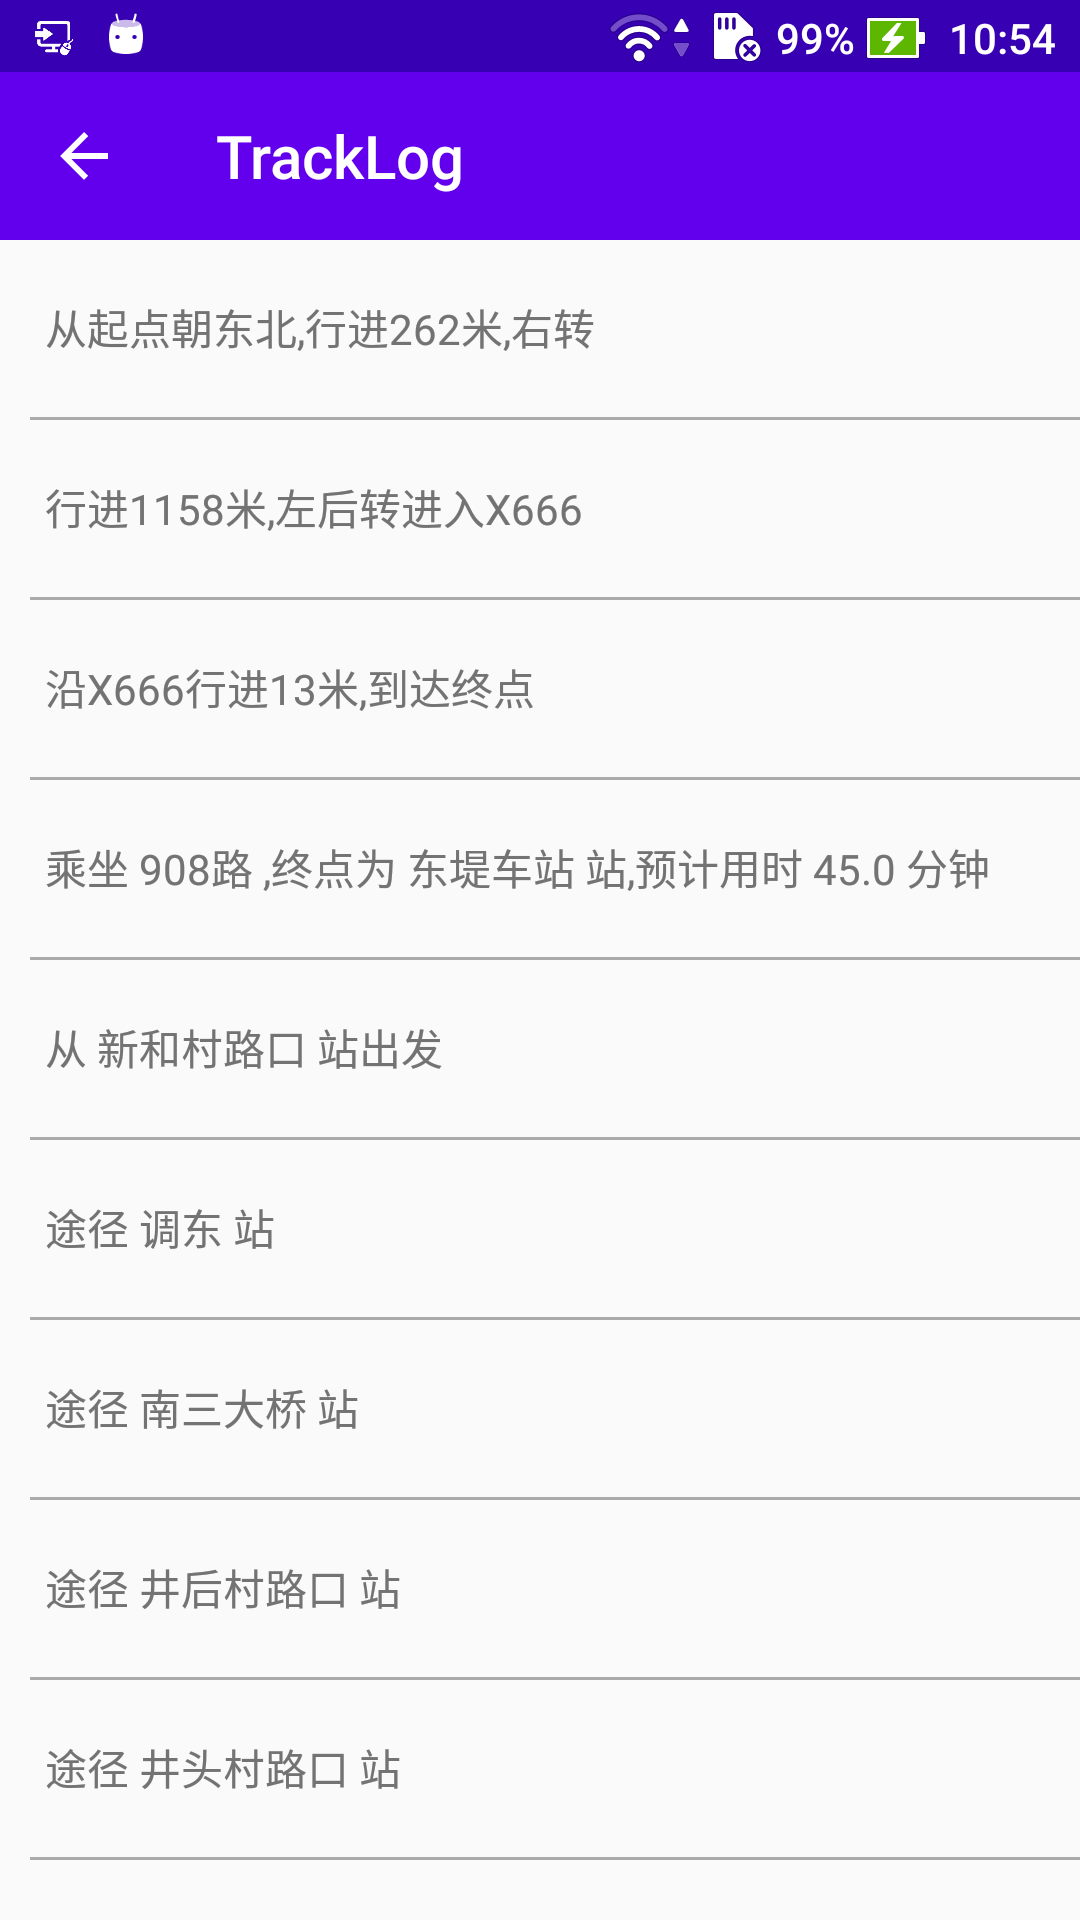 99% 10:54
TrackLog
从起点朝东北,行进262米,右转
行进1158米,左后转进入X666
沿X666行进13米,到达终点
乘坐 908路 ,终点为 东堤车站 站,预计用时 45.0 分钟
从 新和村路口 站出发
途径 调东 站
途径 南三大桥 站
途径 井后村路口 站
途径 井头村路口 站